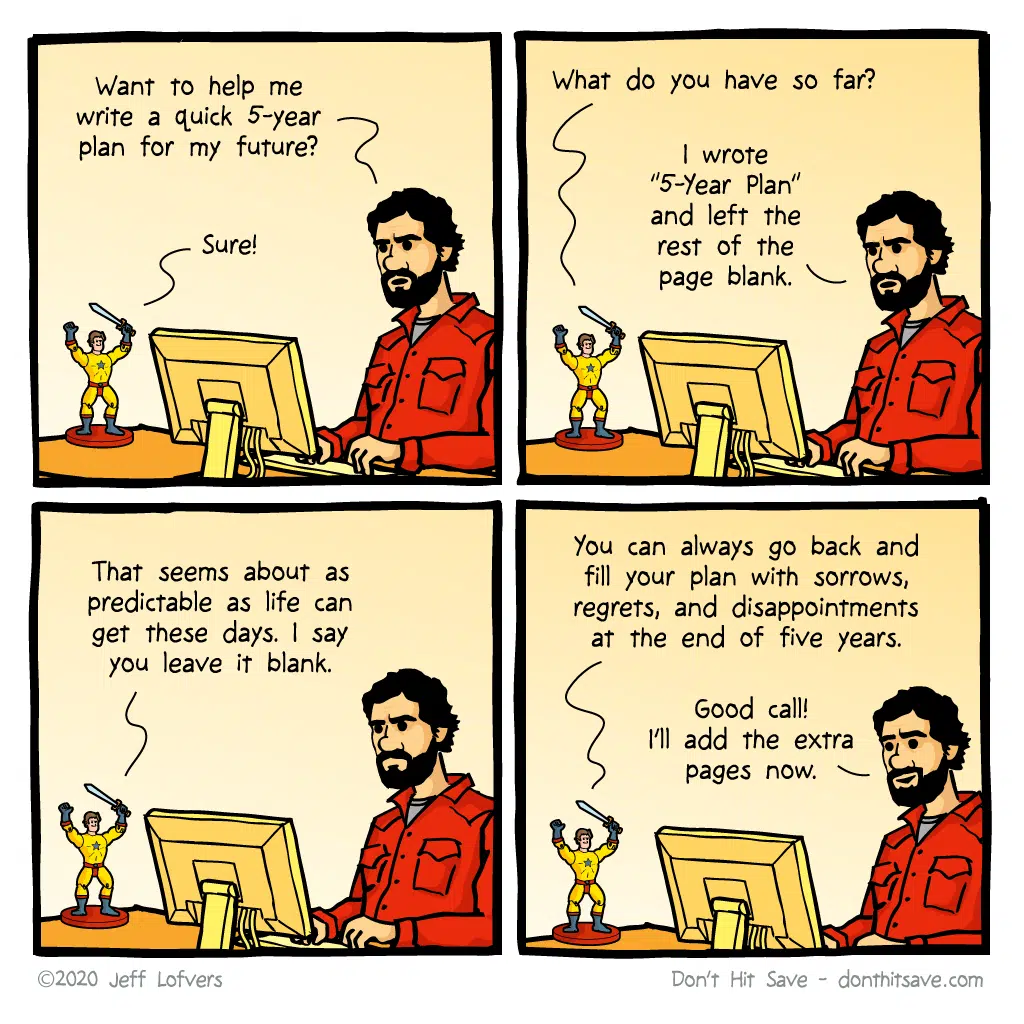 Want to help me
write a quick 5-year
plan for my future?
Sure!
What do you have so far?
I wrote
"5-Year Plan"
and left the
rest of the
page blank.
That seems about as
predictable as life can
get these days. I say
you leave it blank.
You can always go back and
fill your plan with sorrows,
regrets, and disappointments
at the end of five years.
Good call!
I'll add the extra
pages now.
©2020 Jeff Lofvers
Don't Hit Save - donthitsave.com